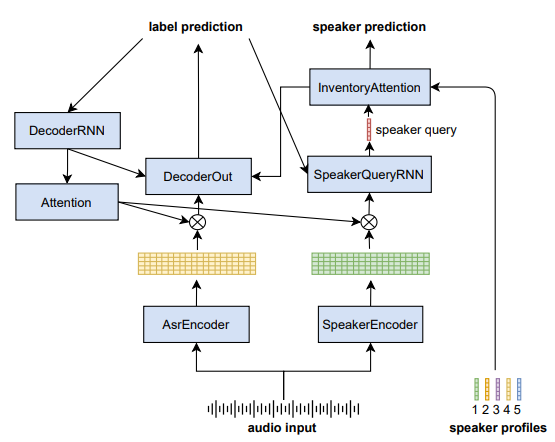 label prediction
speaker prediction
InventoryAttention
DecoderRNN
speaker query
DecoderOut
SpeakerQueryRNN
Attention
AsrEncoder
SpeakerEncoder
1 2 3 4 5
audio input
speaker profiles